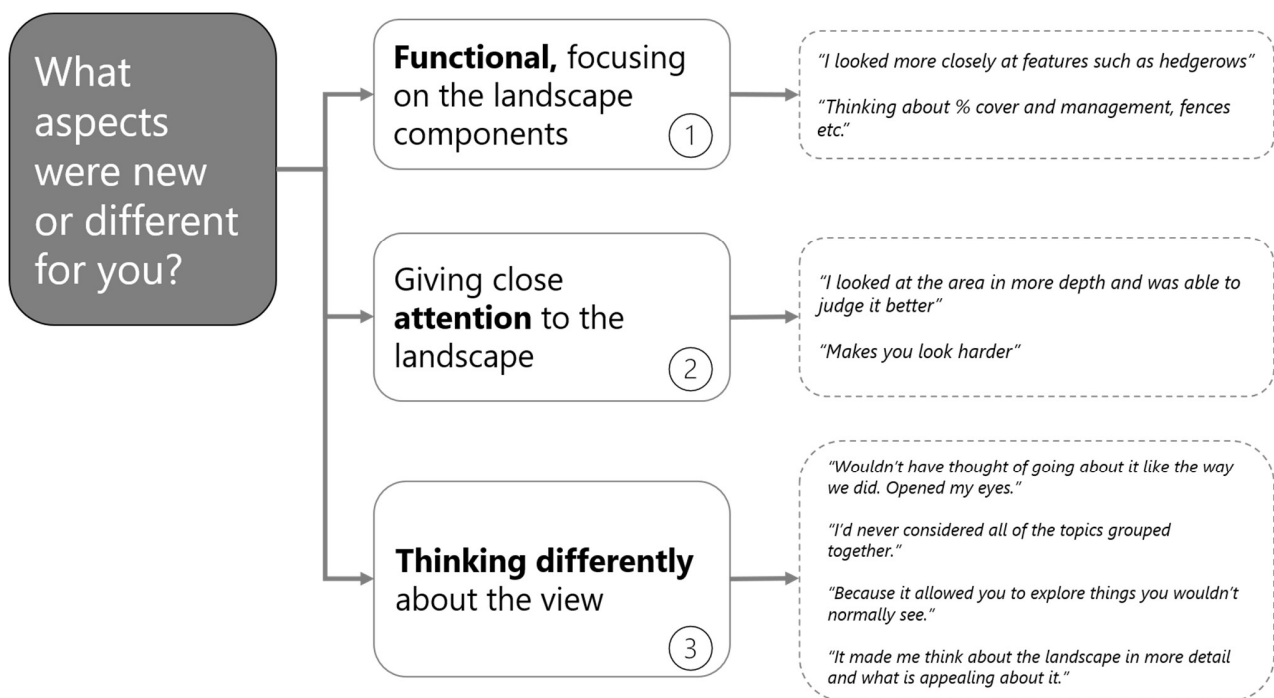 What
aspects
were new
or different
for you?
Functional, focusing
on the landscape
components
1
“I looked more closely at features such as hedgerows”
“Thinking about % cover and management, fences
etc.”
Giving close
attention to the
landscape
2
“I looked at the area in more depth and was able to
judge it better”
“Makes you look harder”
Thinking differently
about the view
3
“Wouldn’t have thought of going about it like the way
we did. Opened my eyes.”
“I’d never considered all of the topics grouped
together.”
“Because it allowed you to explore things you wouldn’t
normally see.”
“It made me think about the landscape in more detail
and what is appealing about it.”